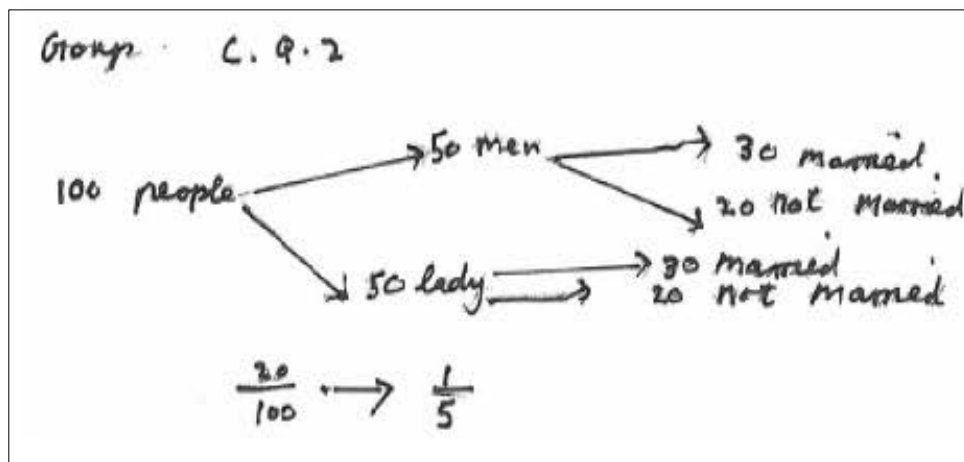 Group C. Q. 2
50 men
30 married
100 people
20 not married
50 lady
30 married
20 not married
20/100 → 1/5